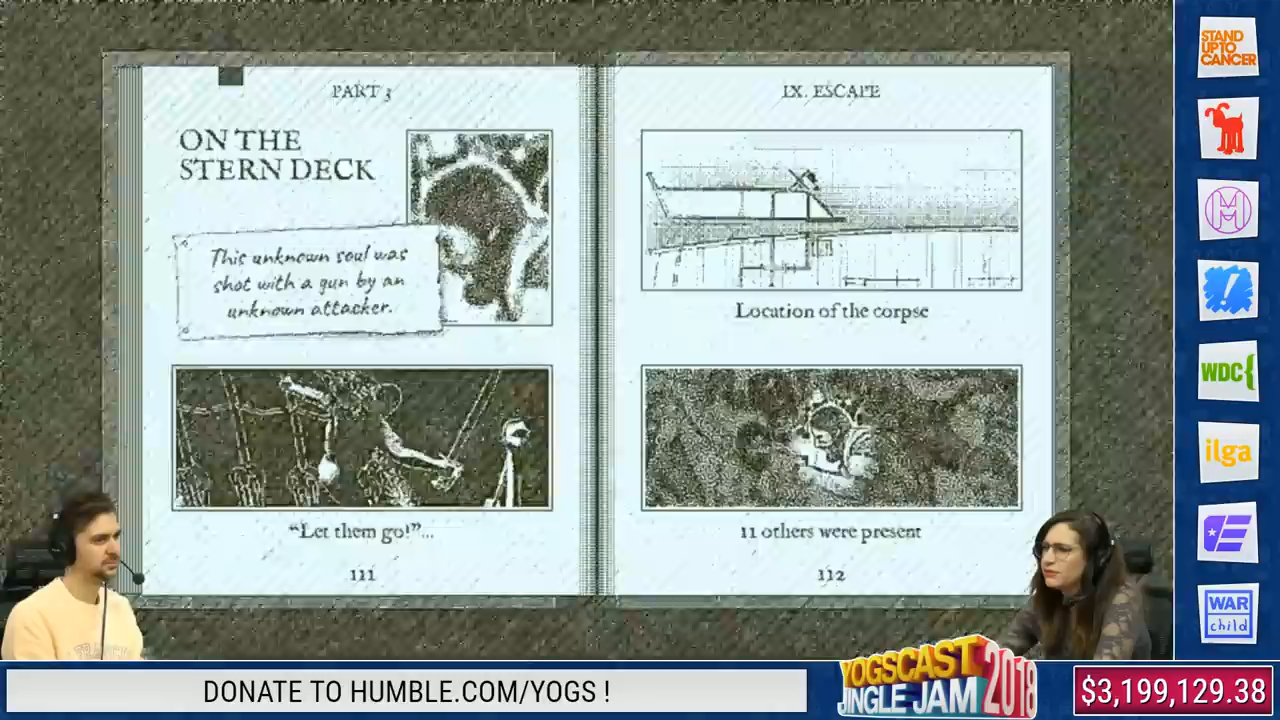 PART 3
ON THE
STERN DECK
This unknown soul was
shot with a gun by an
unknown attacker.
"Let them go!"...
111
IX. ESCAPE
Location of the corpse
11 others were present
112
STAND
UP TO
CANCER
M
!
WDC
ilga
E
WAR
child
DONATE TO HUMBLE.COM/YOGS !
YOGSCAST
JINGLE JAM 2018
$3,199,129.38